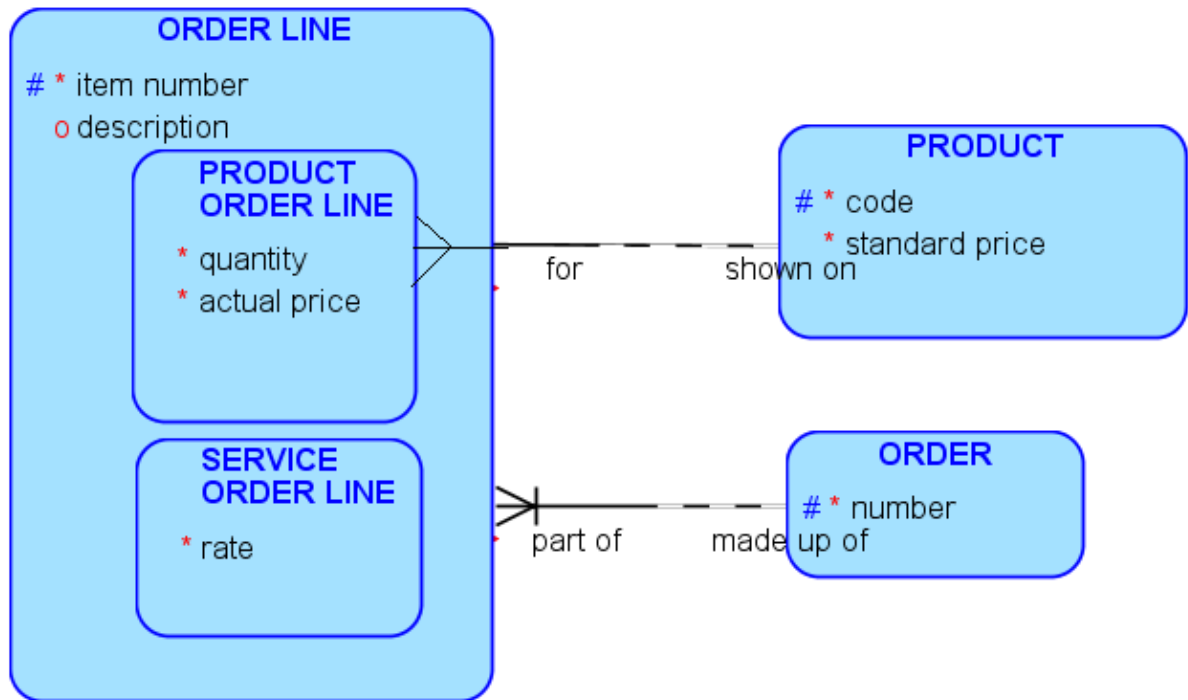 ORDER LINE
# * item number
o description
PRODUCT
ORDER LINE
* quantity
* actual price
SERVICE
ORDER LINE
* rate
for
shown on
PRODUCT
# * code
* standard price
part of
made up of
ORDER
# * number